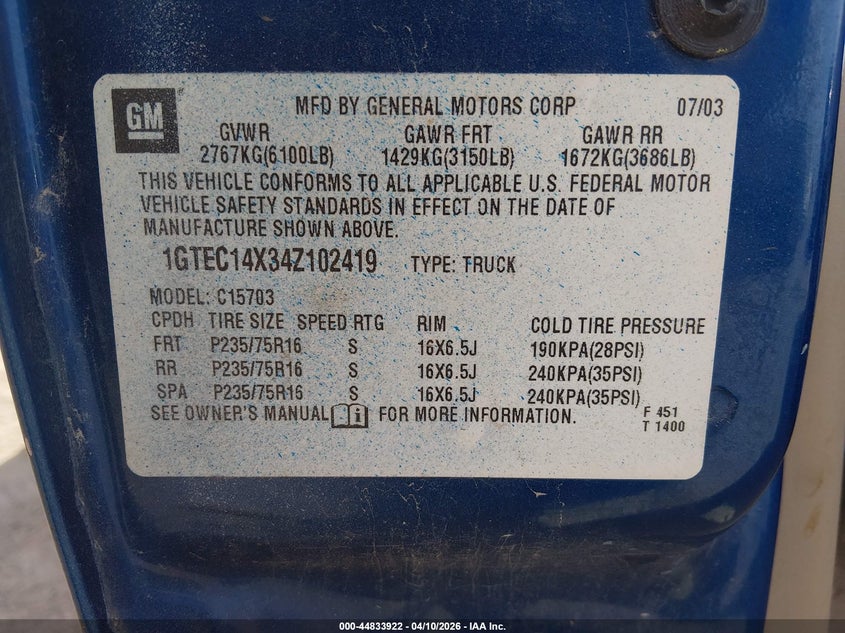 GM
MFD BY GENERAL MOTORS CORP 07/03
GVWR GAWR FRT GAWR RR
2767KG(6100LB) 1429KG(3150LB) 1672KG(3686LB)
THIS VEHICLE CONFORMS TO ALL APPLICABLE U.S. FEDERAL MOTOR
VEHICLE SAFETY STANDARDS IN EFFECT ON THE DATE OF
MANUFACTURE SHOWN ABOVE.
1GTEC14X34Z102419 TYPE: TRUCK
MODEL: C15703
CPDH TIRE SIZE SPEED RTG RIM COLD TIRE PRESSURE
FRT P235/75R16 S 16X6.5J 190KPA(28PSI)
RR P235/75R16 S 16X6.5J 240KPA(35PSI)
SPA P235/75R16 S 16X6.5J 240KPA(35PSI)
SEE OWNER'S MANUAL i FOR MORE INFORMATION.
F 451
T 1400
000-44833922 - 04/10/2026 - IAA Inc.